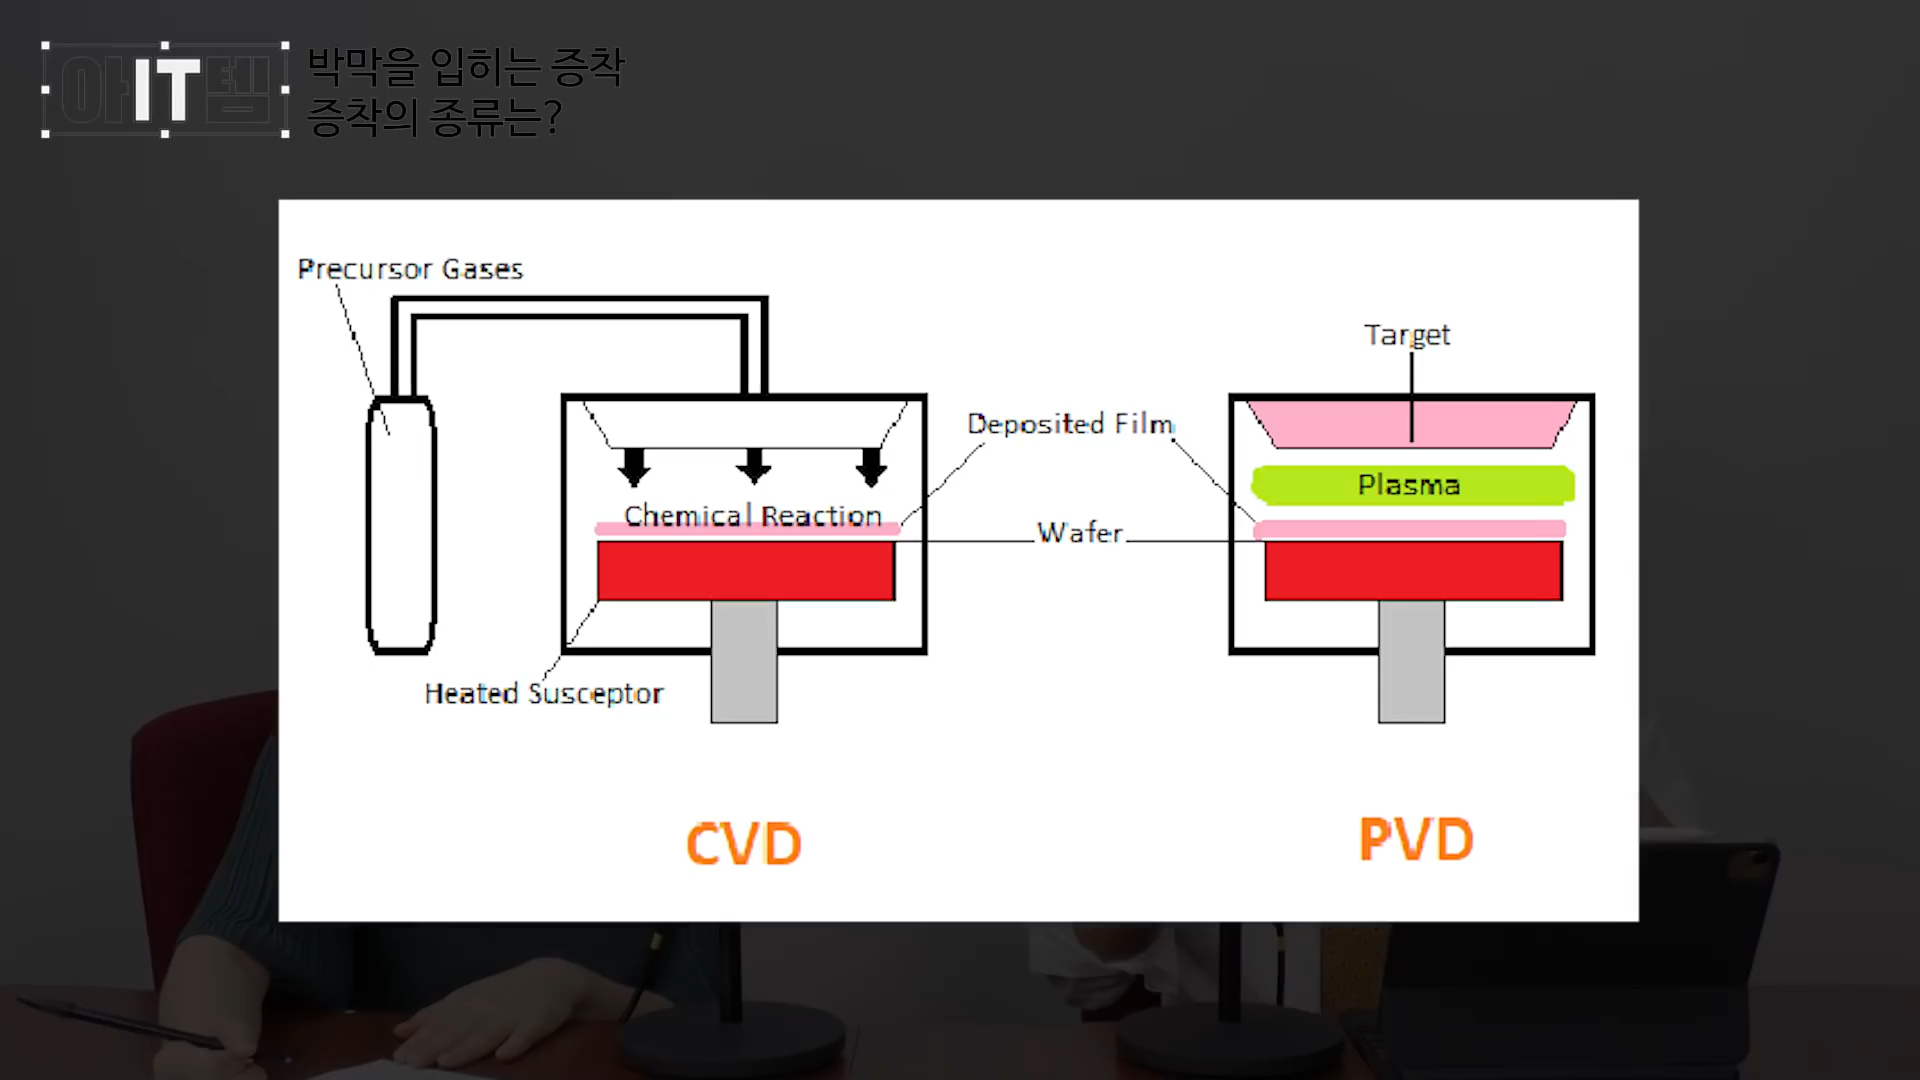 아IT템
박막을 입히는 증착
증착의 종류는?
Precursor Gases
Target
Deposited Film
Plasma
Chemical Reaction
Wafer
Heated Susceptor
CVD
PVD